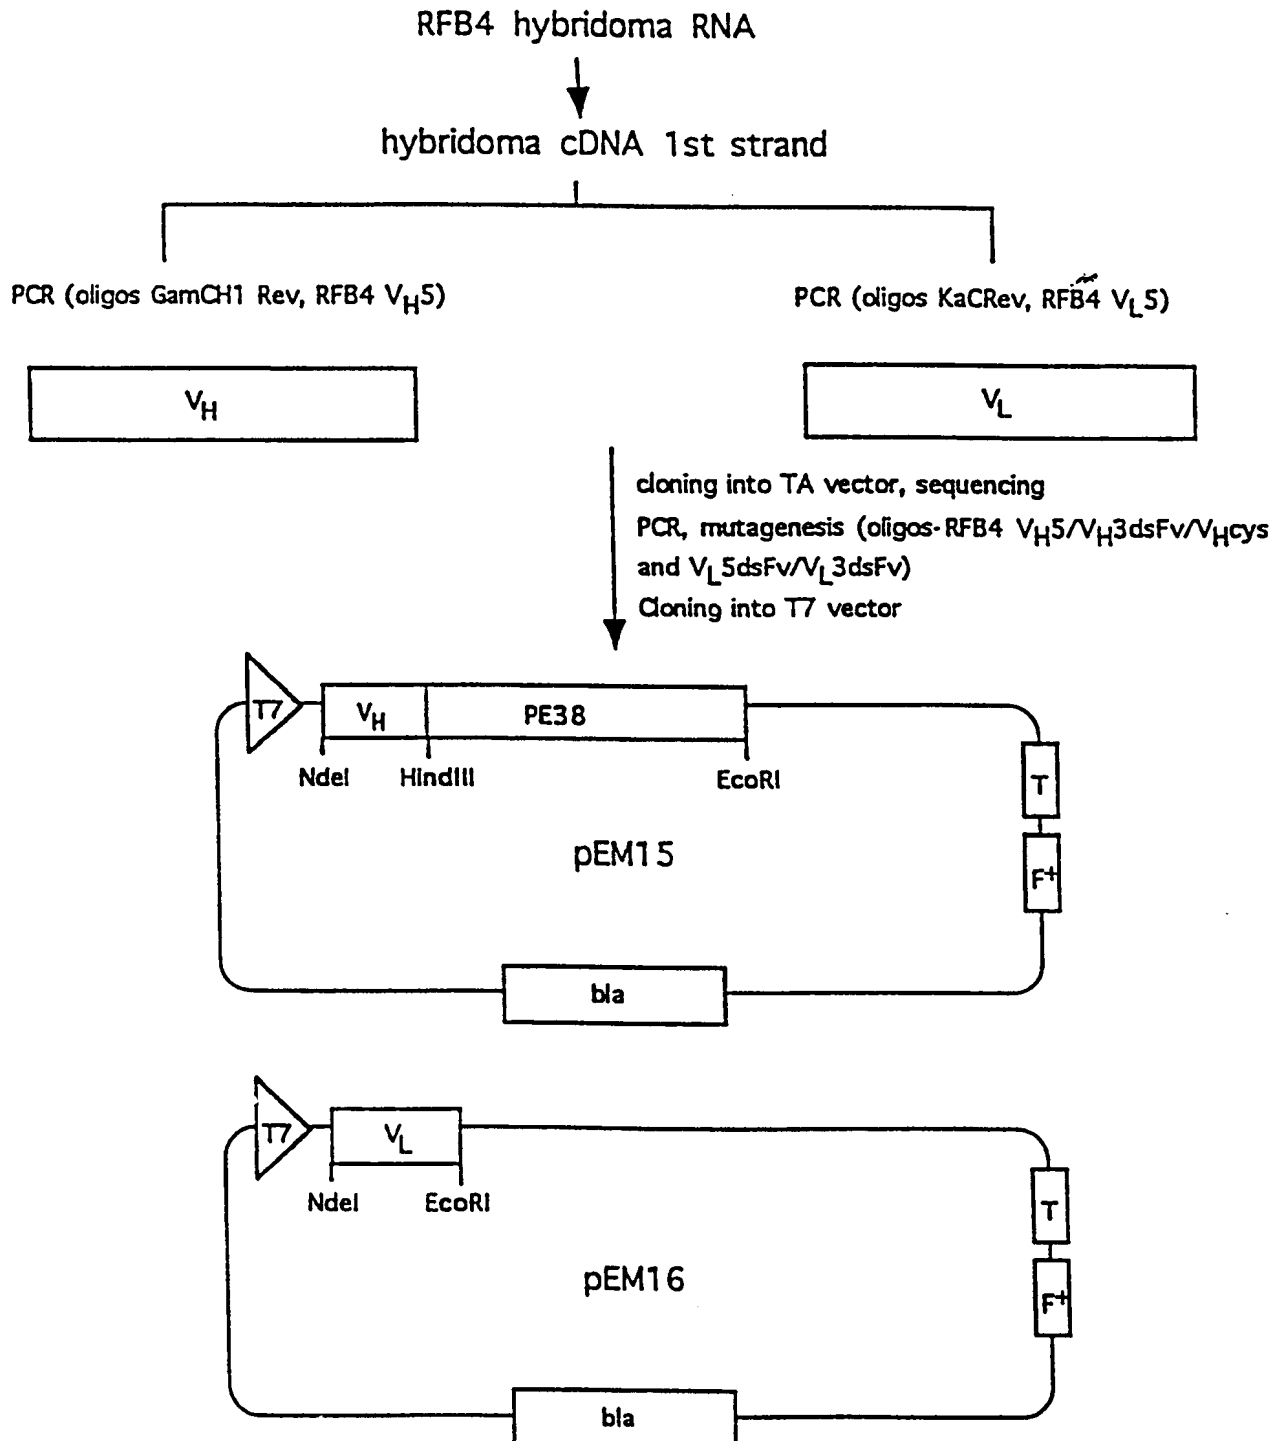 RFB4 hybridoma RNA
hybridoma cDNA 1st strand
PCR (oligos GamCH1 Rev, RFB4 VH5)
PCR (oligos KaCRev, RFB4 VL5)
VH
VL
cloning into TA vector, sequencing
PCR, mutagenesis (oligos-RFB4 VH5/VH3dsFv/VHcys
and VL5dsFv/VL3dsFv)
Cloning into T7 vector
T7
VH
PE38
NdeI
HindIII
EcoRI
T
pEM15
F+
bla
T7
VL
NdeI
EcoRI
T
pEM16
F+
bla